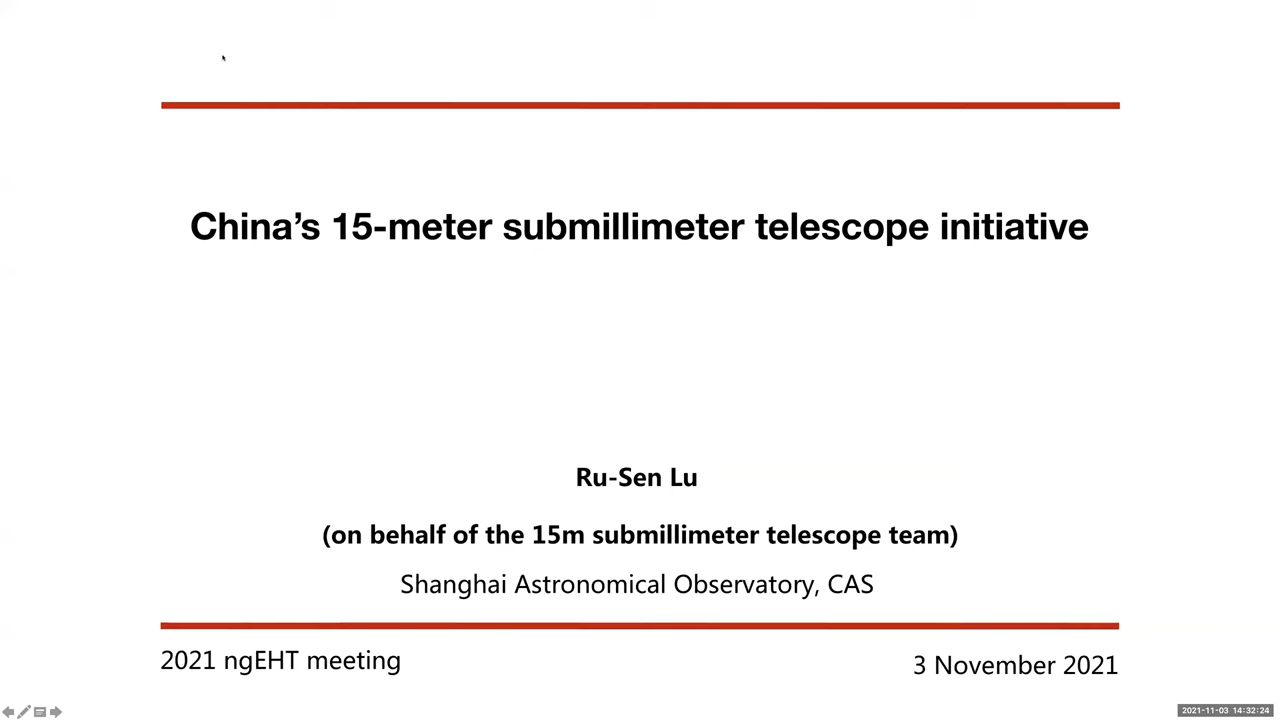 China’s 15-meter submillimeter telescope initiative
Ru-Sen Lu
(on behalf of the 15m submillimeter telescope team)
Shanghai Astronomical Observatory, CAS
2021 ngEHT meeting
3 November 2021
2021-11-03 14:32:24